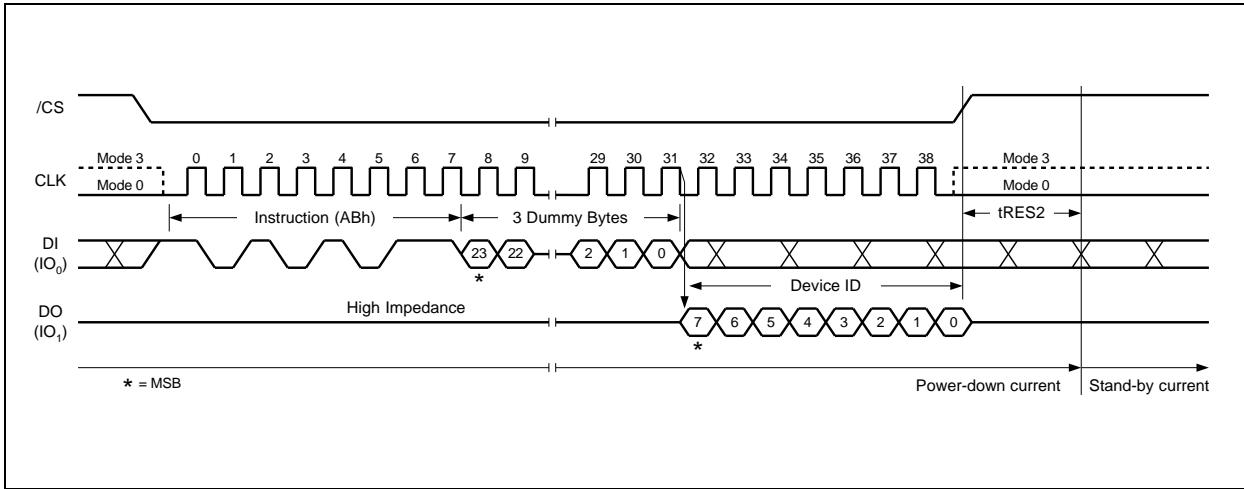 /CS
Mode 3
0 1 2 3 4 5 6 7 8 9 29 30 31 32 33 34 35 36 37 38
Mode 3
CLK
Mode 0
Mode 0
Instruction (ABh)
3 Dummy Bytes
tRES2
DI
(IO0)
23 22 2 1 0
*
Device ID
DO
(IO1)
High Impedance
7 6 5 4 3 2 1 0
*
* = MSB
Power-down current
Stand-by current